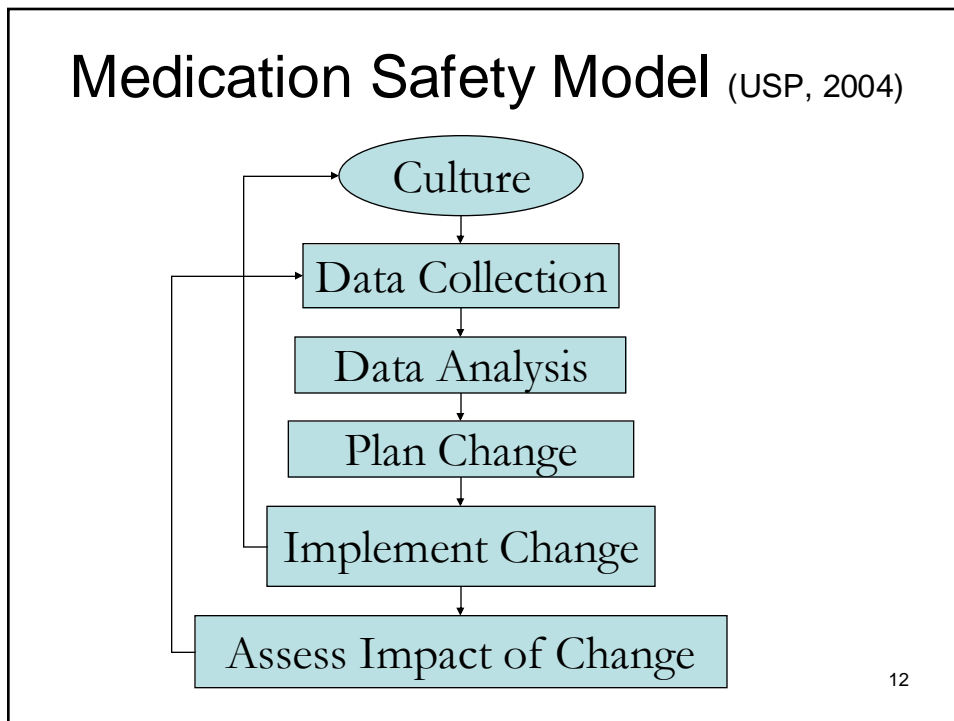 Medication Safety Model (USP, 2004)
Culture
Data Collection
Data Analysis
Plan Change
Implement Change
Assess Impact of Change
12